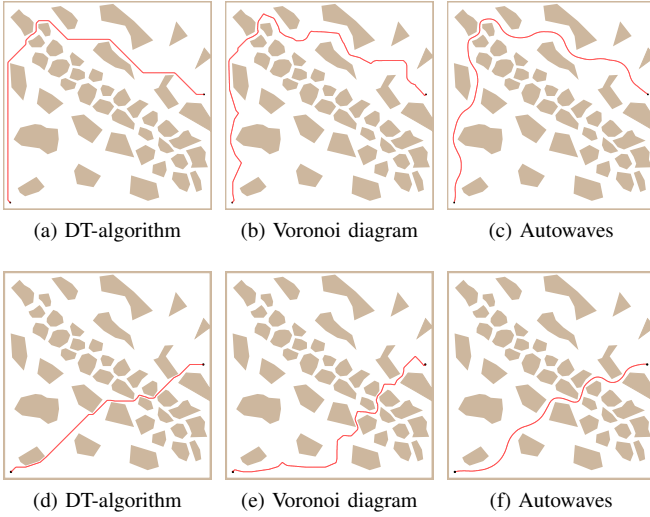 (a) DT-algorithm (b) Voronoi diagram (c) Autowaves
(d) DT-algorithm (e) Voronoi diagram (f) Autowaves